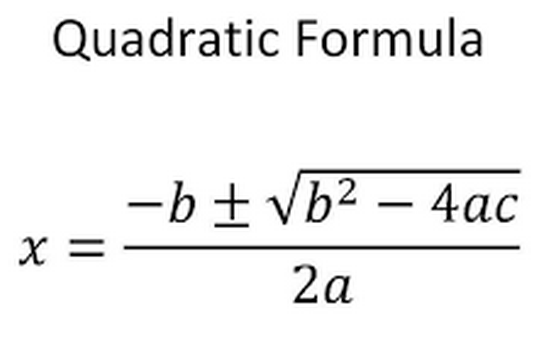 Quadratic Formula
x = (-b ± √(b² − 4ac)) / 2a